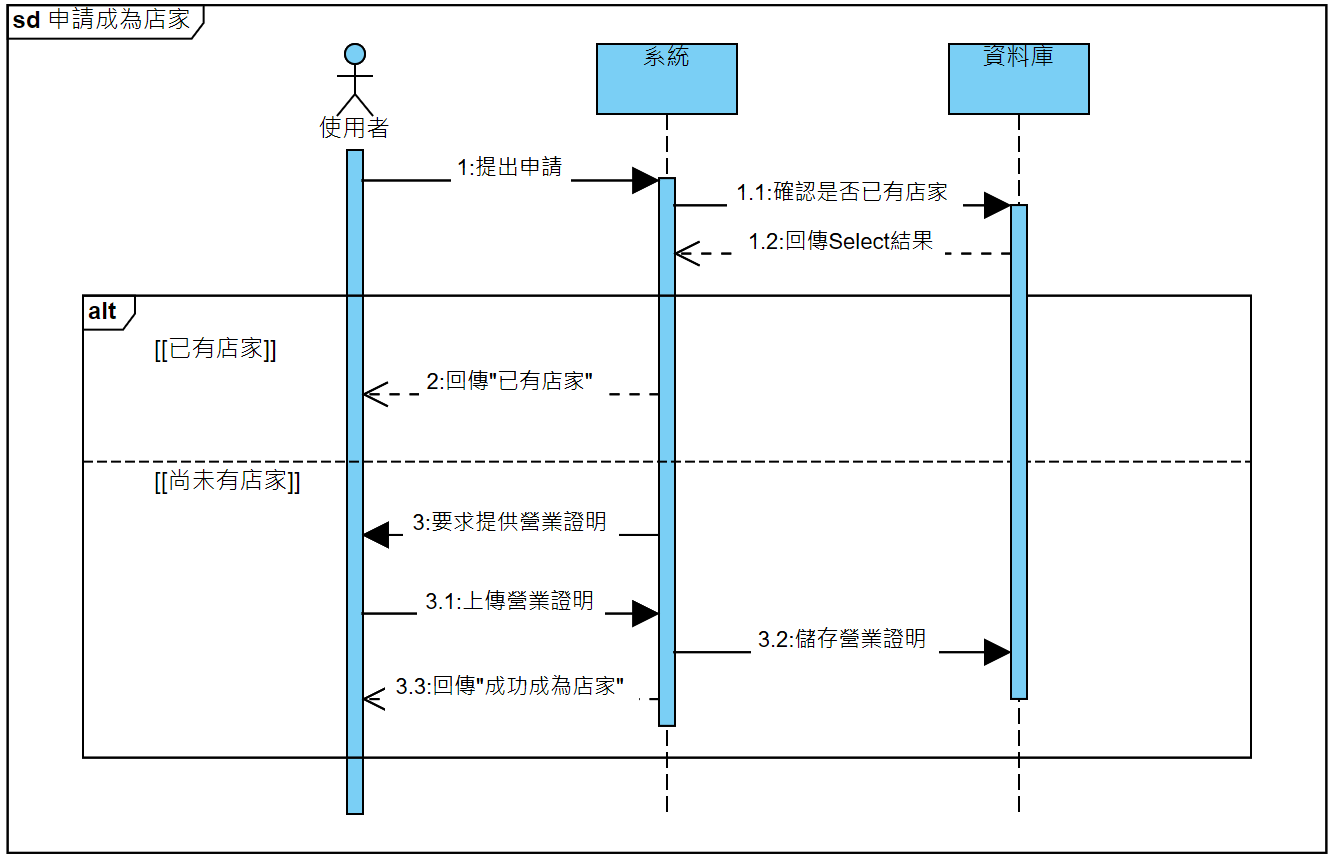 sd 申請成為店家
使用者
系統
資料庫
1:提出申請
1.1:確認是否已有店家
1.2:回傳Select結果
alt
[[已有店家]]
2:回傳"已有店家"
[[尚未有店家]]
3:要求提供營業證明
3.1:上傳營業證明
3.2:儲存營業證明
3.3:回傳"成功成為店家"